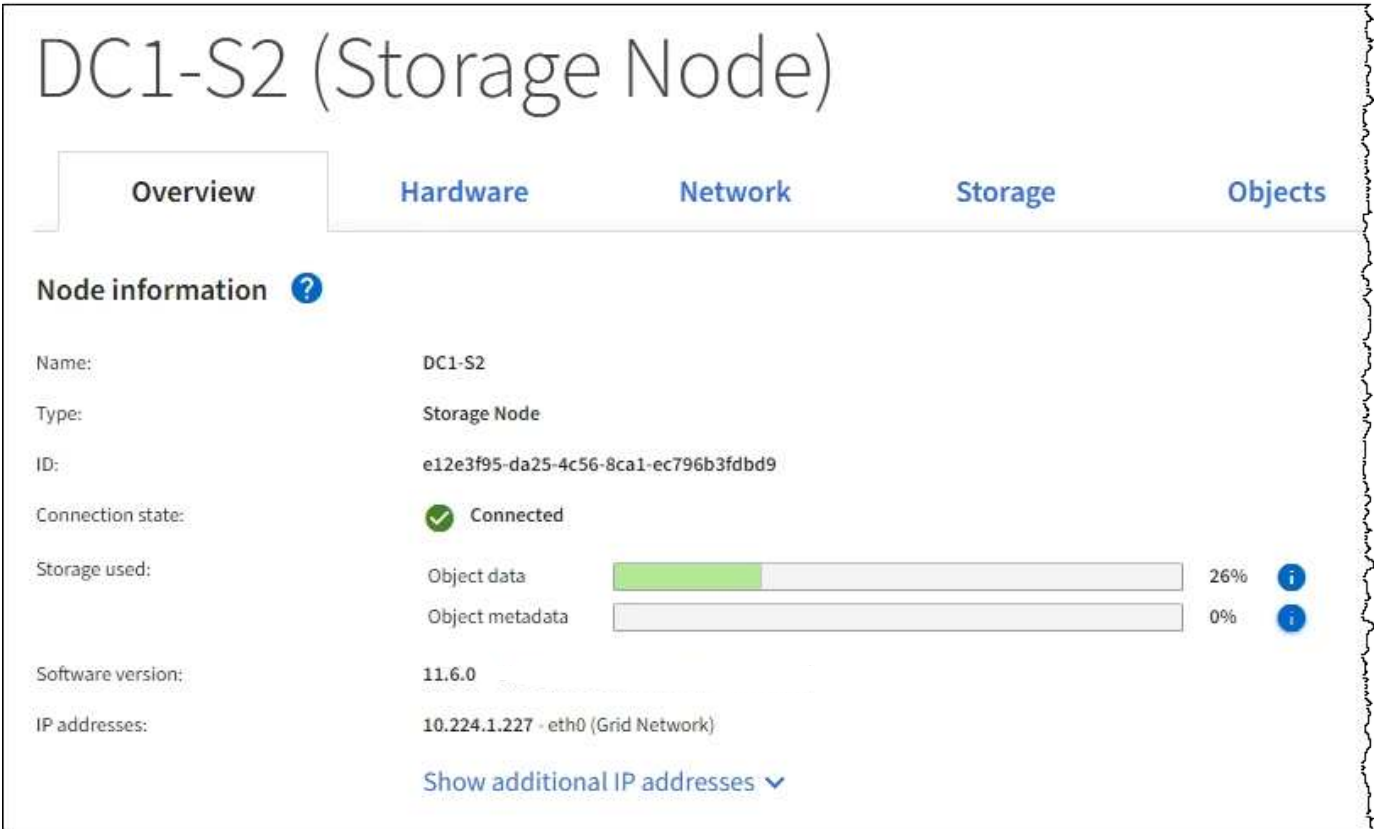 DC1-S2 (Storage Node)
Overview Hardware Network Storage Objects
Node information ?
Name: DC1-S2
Type: Storage Node
ID: e12e3f95-da25-4c56-8ca1-ec796b3fdbd9
Connection state: Connected
Storage used: Object data 26% i
Object metadata 0% i
Software version: 11.6.0
IP addresses: 10.224.1.227 - eth0 (Grid Network)
Show additional IP addresses